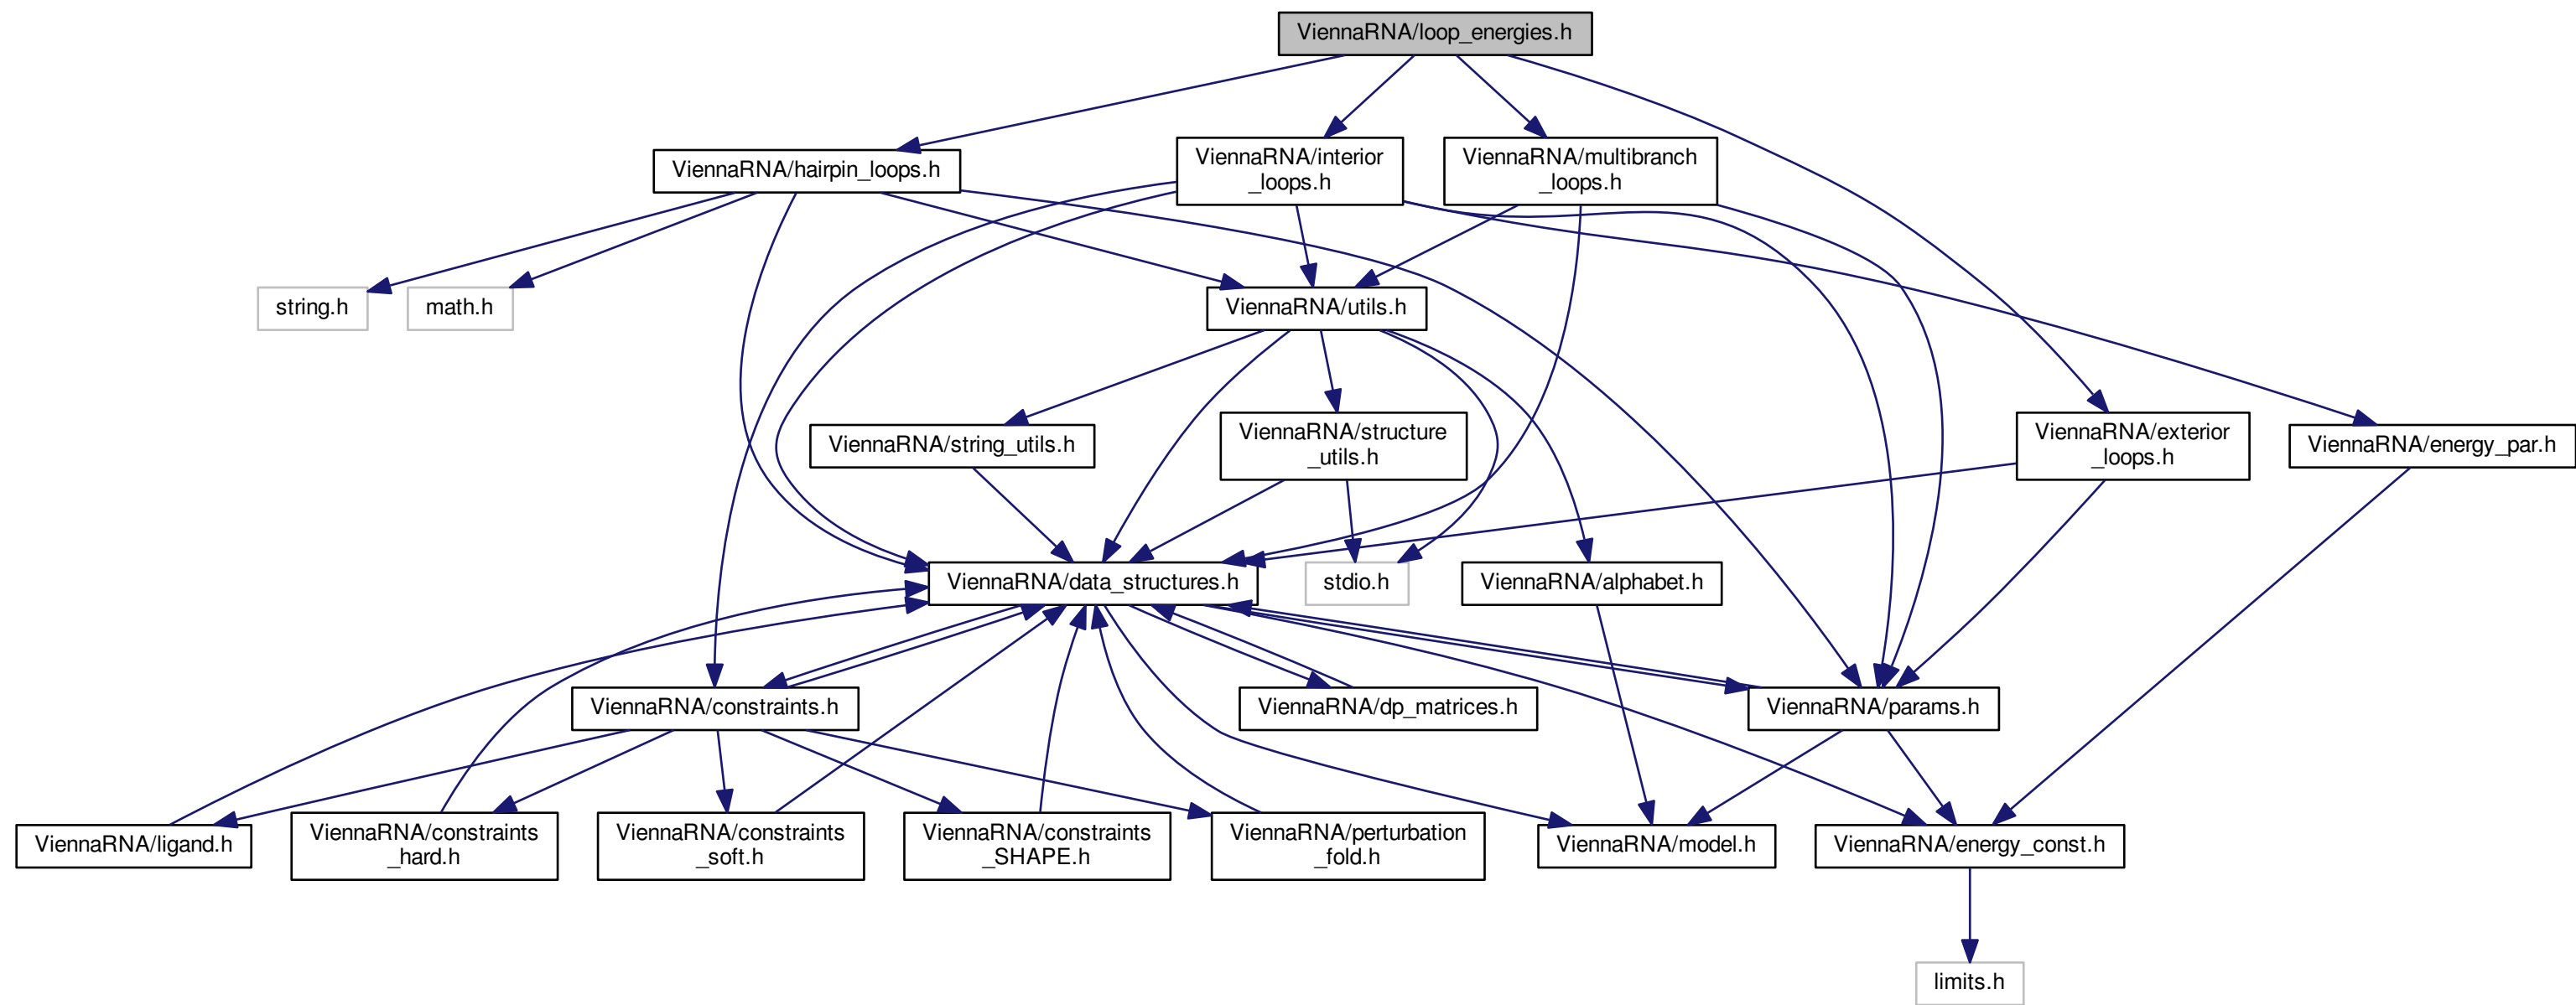 ViennaRNA/loop_energies.h
ViennaRNA/hairpin_loops.h
ViennaRNA/interior
_loops.h
ViennaRNA/multibranch
_loops.h
string.h
math.h
ViennaRNA/utils.h
ViennaRNA/string_utils.h
ViennaRNA/structure
_utils.h
ViennaRNA/exterior
_loops.h
ViennaRNA/energy_par.h
ViennaRNA/data_structures.h
stdio.h
ViennaRNA/alphabet.h
ViennaRNA/constraints.h
ViennaRNA/dp_matrices.h
ViennaRNA/params.h
ViennaRNA/ligand.h
ViennaRNA/constraints
_hard.h
ViennaRNA/constraints
_soft.h
ViennaRNA/constraints
_SHAPE.h
ViennaRNA/perturbation
_fold.h
ViennaRNA/model.h
ViennaRNA/energy_const.h
limits.h